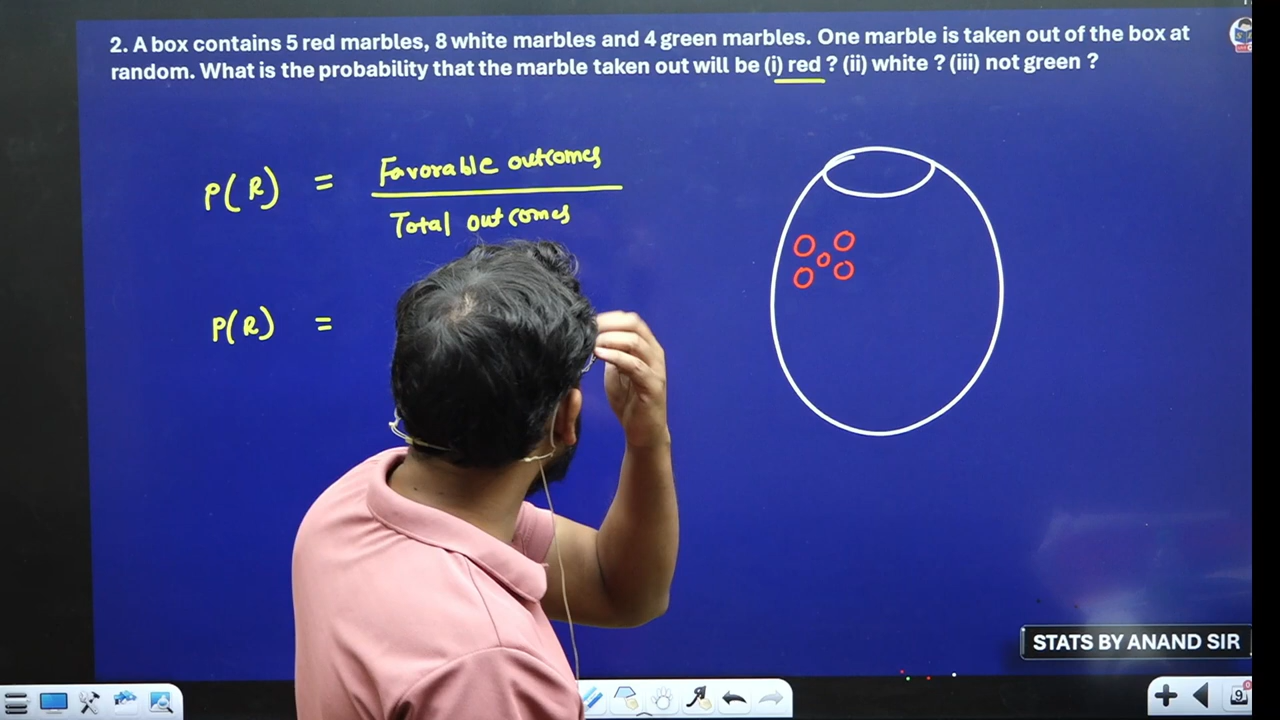 2. A box contains 5 red marbles, 8 white marbles and 4 green marbles. One marble is taken out of the box at
random. What is the probability that the marble taken out will be (i) red ? (ii) white ? (iii) not green ?
P(R) = Favorable outcomes
Total outcomes
P(R) =
STATS BY ANAND SIR